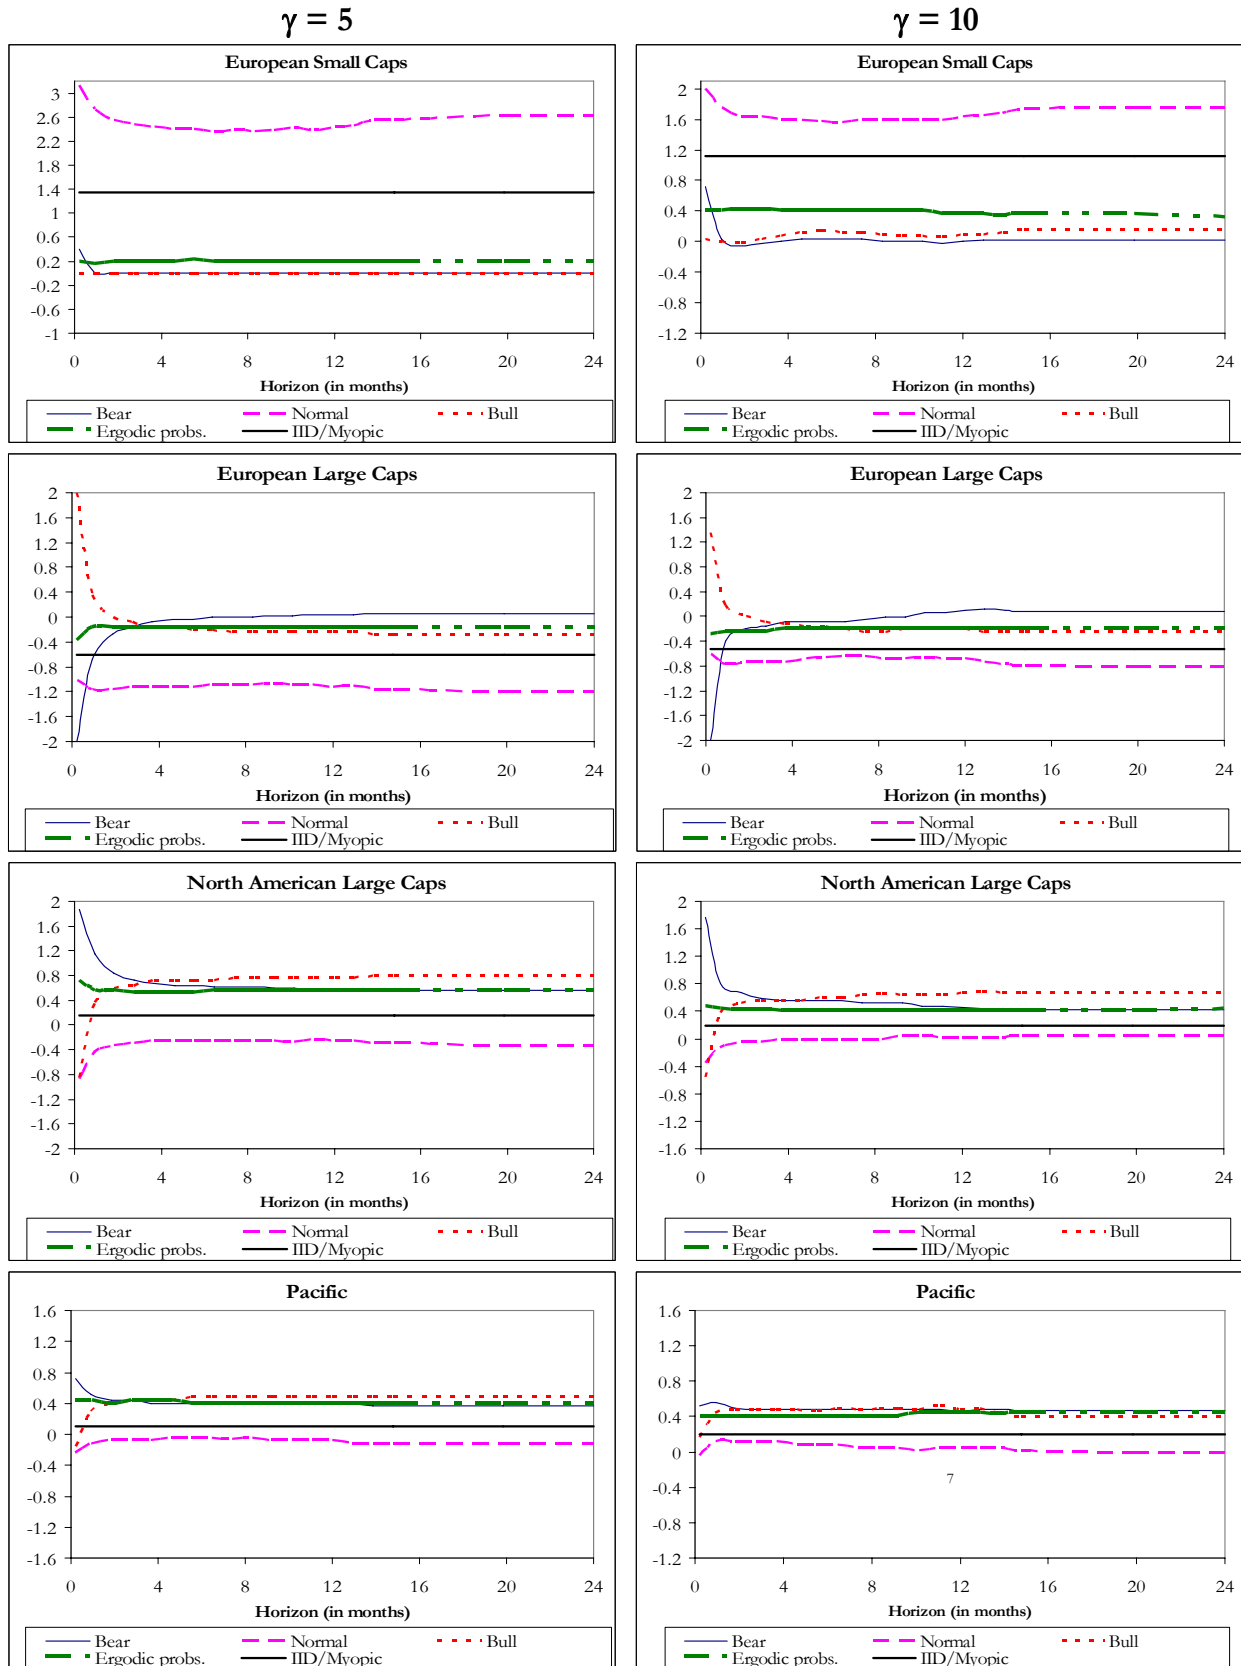 γ = 5
γ = 10
European Small Caps
3
2.6
2.2
1.8
1.4
1
0.6
0.2
-0.2
-0.6
-1
0 4 8 12 16 20 24
Horizon (in months)
Bear Normal Bull
Ergodic probs. IID/Myopic
European Small Caps
2
1.6
1.2
0.8
0.4
0
-0.4
-0.8
-1.2
0 4 8 12 16 20 24
Horizon (in months)
Bear Normal Bull
Ergodic probs. IID/Myopic
European Large Caps
2
1.6
1.2
0.8
0.4
0
-0.4
-0.8
-1.2
-1.6
-2
0 4 8 12 16 20 24
Horizon (in months)
Bear Normal Bull
Ergodic probs. IID/Myopic
European Large Caps
2
1.6
1.2
0.8
0.4
0
-0.4
-0.8
-1.2
-1.6
-2
0 4 8 12 16 20 24
Horizon (in months)
Bear Normal Bull
Ergodic probs. IID/Myopic
North American Large Caps
2
1.6
1.2
0.8
0.4
0
-0.4
-0.8
-1.2
-1.6
-2
0 4 8 12 16 20 24
Horizon (in months)
Bear Normal Bull
Ergodic probs. IID/Myopic
North American Large Caps
2
1.6
1.2
0.8
0.4
0
-0.4
-0.8
-1.2
-1.6
0 4 8 12 16 20 24
Horizon (in months)
Bear Normal Bull
Ergodic probs. IID/Myopic
Pacific
1.6
1.2
0.8
0.4
0
-0.4
-0.8
-1.2
-1.6
0 4 8 12 16 20 24
Horizon (in months)
Bear Normal Bull
Ergodic probs. IID/Myopic
Pacific
1.6
1.2
0.8
0.4
0
-0.4
7
-0.8
-1.2
0 4 8 12 16 20 24
Horizon (in months)
Bear Normal Bull
Ergodic probs. IID/Myopic